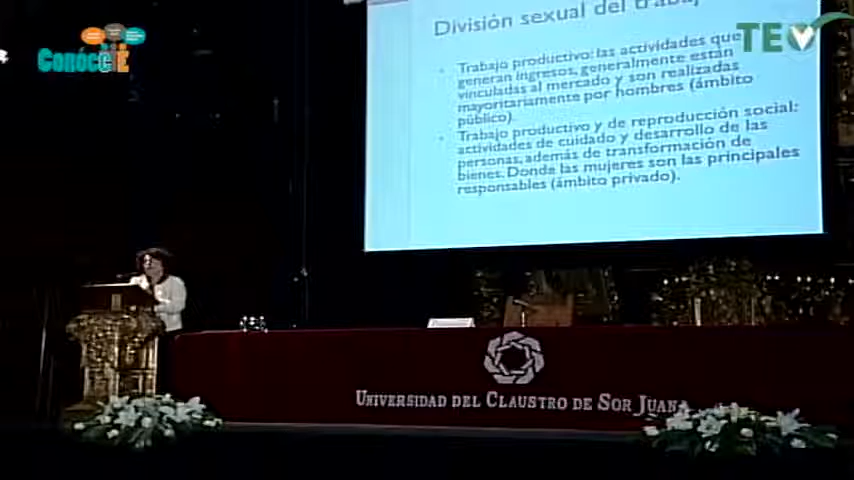 División sexual del trabaj
TEV
ConócetE
Trabajo productivo: las actividades que
generan ingresos, generalmente están
vinculadas al mercado y son realizadas
mayoritariamente por hombres (ámbito
público).
Trabajo productivo y de reproducción social:
actividades de cuidado y desarrollo de las
personas, además de transformación de
bienes. Donde las mujeres son las principales
responsables (ámbito privado).
UNIVERSIDAD DEL CLAUSTRO DE SOR JUANA